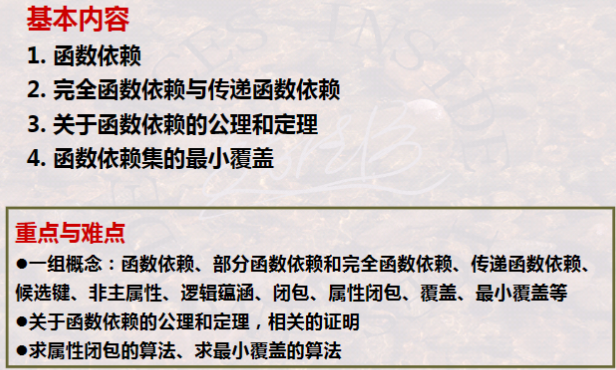 基本内容
1. 函数依赖
2. 完全函数依赖与传递函数依赖
3. 关于函数依赖的公理和定理
4. 函数依赖集的最小覆盖
重点与难点
●一组概念：函数依赖、部分函数依赖和完全函数依赖、传递函数依赖、
候选键、非主属性、逻辑蕴涵、闭包、属性闭包、覆盖、最小覆盖等
●关于函数依赖的公理和定理，相关的证明
●求属性闭包的算法、求最小覆盖的算法